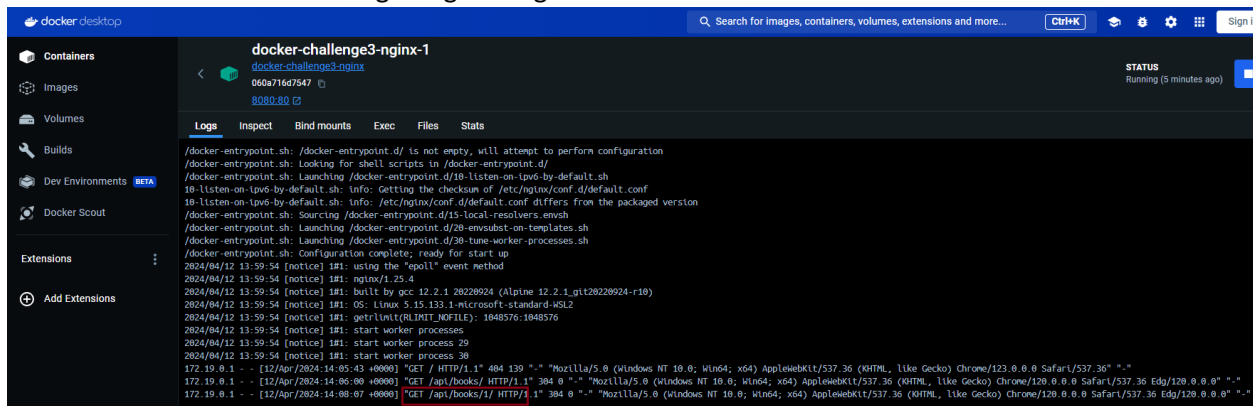 docker desktop
Search for images, containers, volumes, extensions and more...
Ctrl+K
Sign i
Containers
Images
Volumes
Builds
Dev Environments BETA
Docker Scout
Extensions
Add Extensions
docker-challenge3-nginx-1
docker-challenge3-nginx
060a716d7547
8080:80
STATUS
Running (5 minutes ago)
Logs Inspect Bind mounts Exec Files Stats
/docker-entrypoint.sh: /docker-entrypoint.d/ is not empty, will attempt to perform configuration
/docker-entrypoint.sh: Looking for shell scripts in /docker-entrypoint.d/
/docker-entrypoint.sh: Launching /docker-entrypoint.d/10-listen-on-ipv6-by-default.sh
10-listen-on-ipv6-by-default.sh: info: Getting the checksum of /etc/nginx/conf.d/default.conf
10-listen-on-ipv6-by-default.sh: info: /etc/nginx/conf.d/default.conf differs from the packaged version
/docker-entrypoint.sh: Sourcing /docker-entrypoint.d/15-local-resolvers.envsh
/docker-entrypoint.sh: Launching /docker-entrypoint.d/20-envsubst-on-templates.sh
/docker-entrypoint.sh: Launching /docker-entrypoint.d/30-tune-worker-processes.sh
/docker-entrypoint.sh: Configuration complete; ready for start up
2024/04/12 13:59:54 [notice] 1#1: using the "epoll" event method
2024/04/12 13:59:54 [notice] 1#1: nginx/1.25.4
2024/04/12 13:59:54 [notice] 1#1: built by gcc 12.2.1 20220924 (Alpine 12.2.1_git20220924-r10)
2024/04/12 13:59:54 [notice] 1#1: OS: Linux 5.15.133.1-microsoft-standard-WSL2
2024/04/12 13:59:54 [notice] 1#1: getrlimit(RLIMIT_NOFILE): 1048576:1048576
2024/04/12 13:59:54 [notice] 1#1: start worker processes
2024/04/12 13:59:54 [notice] 1#1: start worker process 29
2024/04/12 13:59:54 [notice] 1#1: start worker process 30
172.19.0.1 - - [12/Apr/2024:14:05:43 +0000] "GET / HTTP/1.1" 404 139 "-" "Mozilla/5.0 (Windows NT 10.0; Win64; x64) AppleWebKit/537.36 (KHTML, like Gecko) Chrome/123.0.0.0 Safari/537.36" "-"
172.19.0.1 - - [12/Apr/2024:14:06:00 +0000] "GET /api/books/ HTTP/1.1" 304 0 "-" "Mozilla/5.0 (Windows NT 10.0; Win64; x64) AppleWebKit/537.36 (KHTML, like Gecko) Chrome/120.0.0.0 Safari/537.36 Edg/120.0.0.0" "-"
172.19.0.1 - - [12/Apr/2024:14:08:07 +0000] "GET /api/books/1/ HTTP/1.1" 304 0 "-" "Mozilla/5.0 (Windows NT 10.0; Win64; x64) AppleWebKit/537.36 (KHTML, like Gecko) Chrome/120.0.0.0 Safari/537.36 Edg/120.0.0.0" "-"